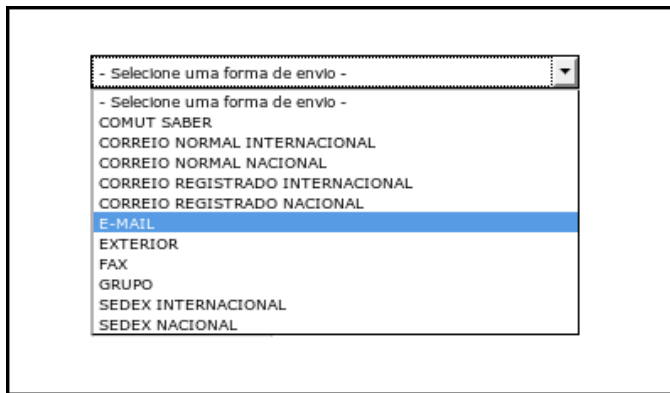 - Selecione uma forma de envio -
- Selecione uma forma de envio -
COMUT SABER
CORREIO NORMAL INTERNACIONAL
CORREIO NORMAL NACIONAL
CORREIO REGISTRADO INTERNACIONAL
CORREIO REGISTRADO NACIONAL
E-MAIL
EXTERIOR
FAX
GRUPO
SEDEX INTERNACIONAL
SEDEX NACIONAL